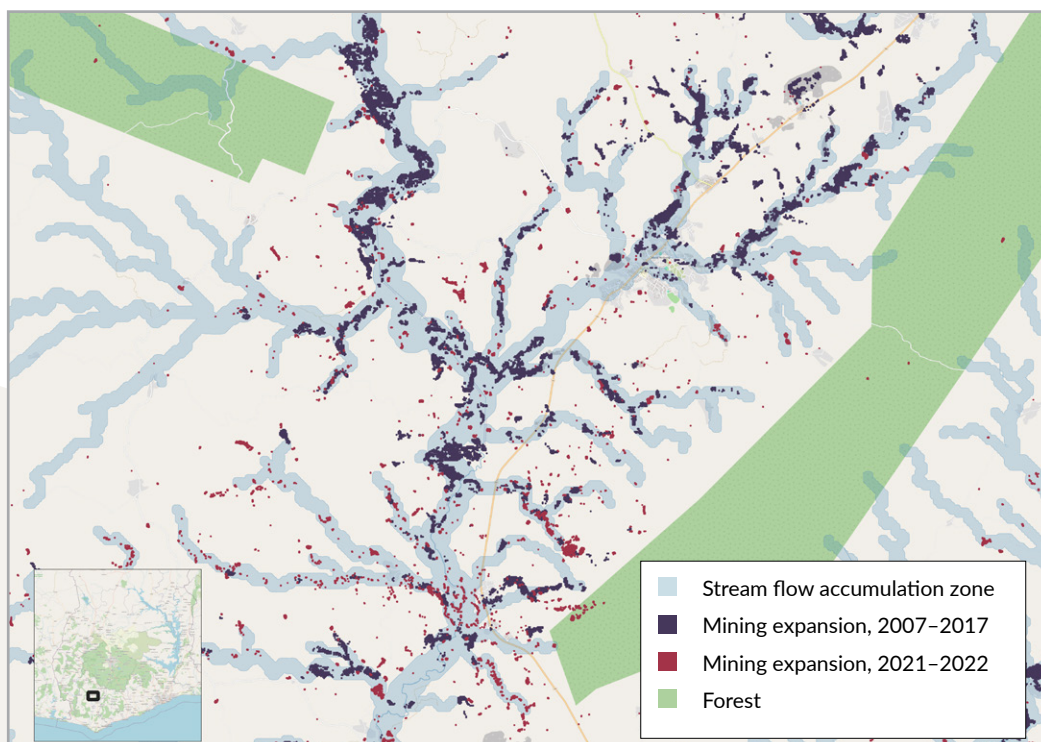 Stream flow accumulation zone
Mining expansion, 2007–2017
Mining expansion, 2021–2022
Forest